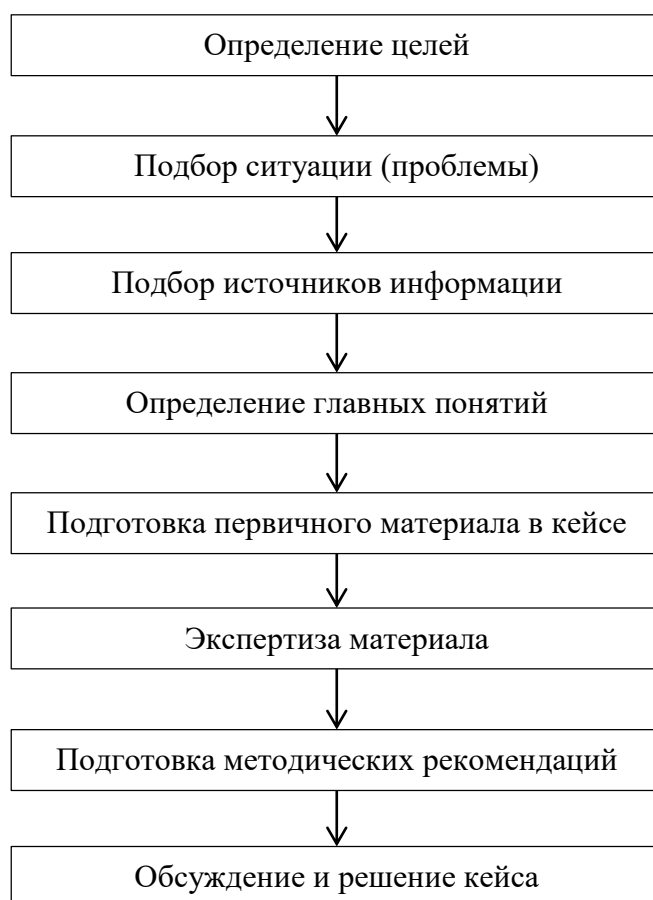 Определение целей
Подбор ситуации (проблемы)
Подбор источников информации
Определение главных понятий
Подготовка первичного материала в кейсе
Экспертиза материала
Подготовка методических рекомендаций
Обсуждение и решение кейса